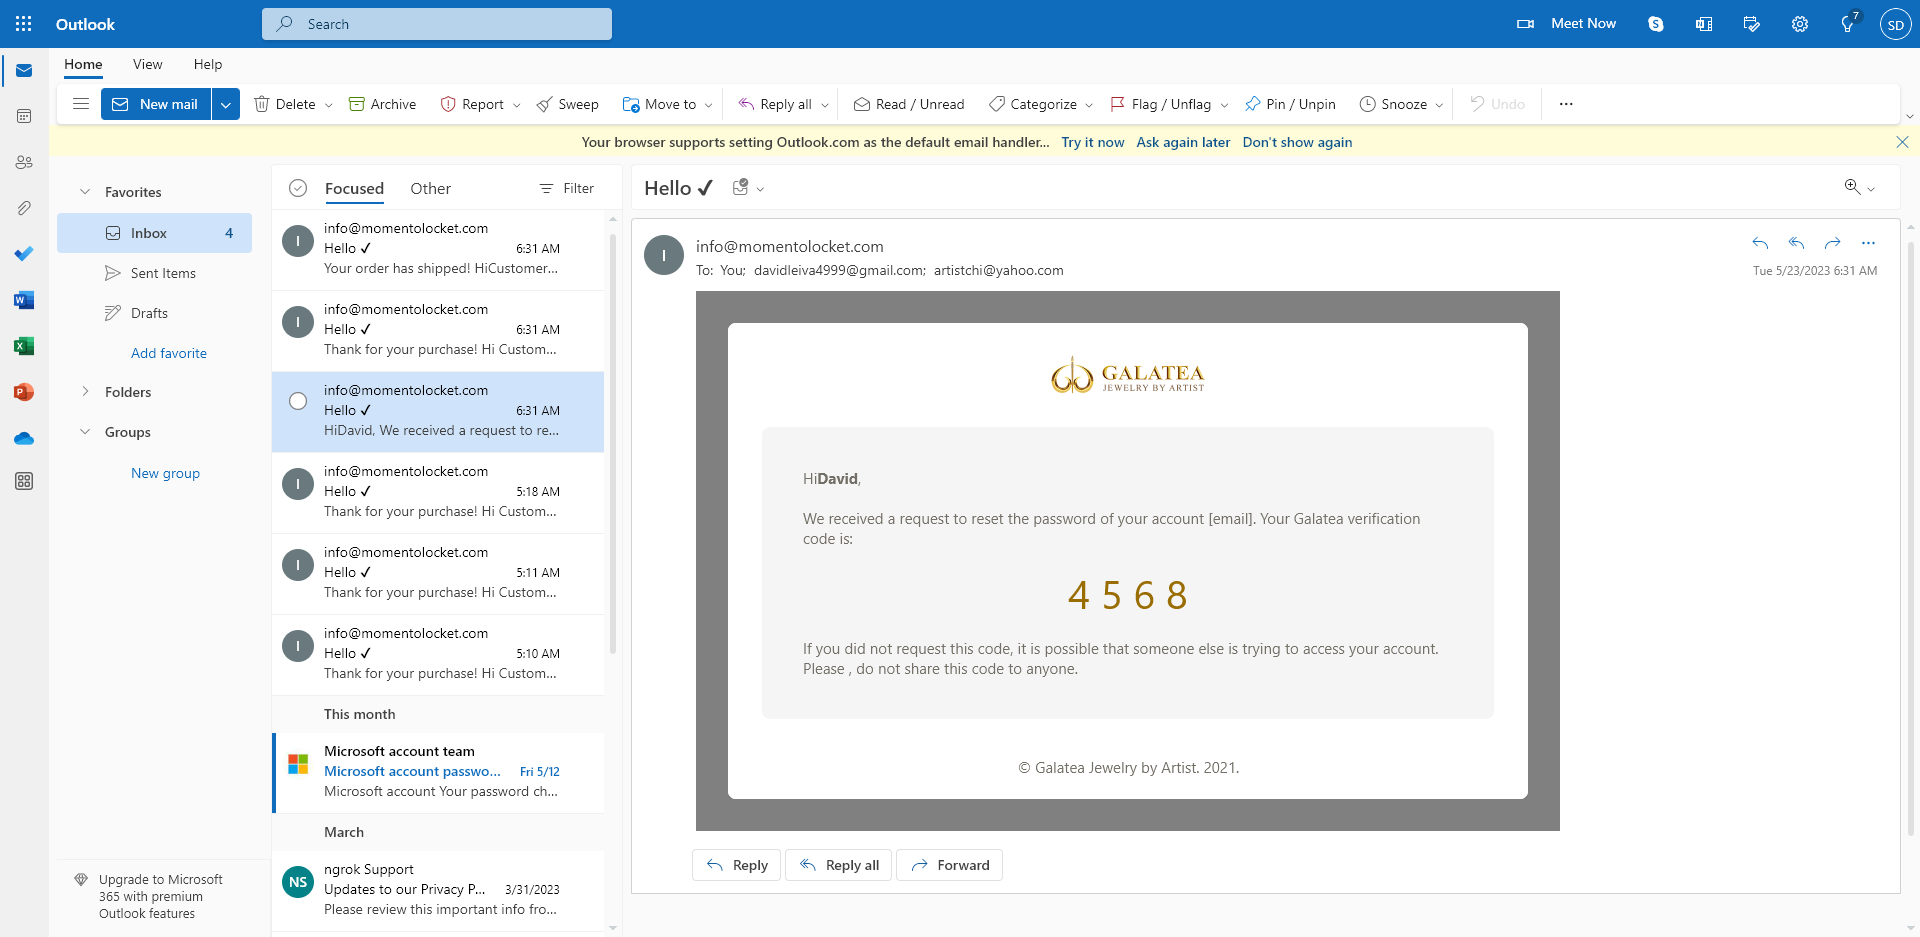 Outlook
Search
Meet Now
7
SD
Home
View
Help
New mail
Delete
Archive
Report
Sweep
Move to
Reply all
Read / Unread
Categorize
Flag / Unflag
Pin / Unpin
Snooze
Undo
Your browser supports setting Outlook.com as the default email handler... Try it now Ask again later Don't show again
Favorites
Inbox 4
Sent Items
Drafts
Add favorite
Folders
Groups
New group
Upgrade to Microsoft
365 with premium
Outlook features
Focused
Other
Filter
I
info@momentolocket.com
Hello ✓ 6:31 AM
Your order has shipped! HiCustomer...
I
info@momentolocket.com
Hello ✓ 6:31 AM
Thank for your purchase! Hi Custom...
info@momentolocket.com
Hello ✓ 6:31 AM
HiDavid, We received a request to re...
I
info@momentolocket.com
Hello ✓ 5:18 AM
Thank for your purchase! Hi Custom...
I
info@momentolocket.com
Hello ✓ 5:11 AM
Thank for your purchase! Hi Custom...
I
info@momentolocket.com
Hello ✓ 5:10 AM
Thank for your purchase! Hi Custom...
This month
Microsoft account team
Microsoft account passwo... Fri 5/12
Microsoft account Your password ch...
March
NS
ngrok Support
Updates to our Privacy P... 3/31/2023
Please review this important info fro...
Hello ✓
I
info@momentolocket.com
To: You; davidleiva4999@gmail.com; artistchi@yahoo.com
Tue 5/23/2023 6:31 AM
GALATEA
JEWELRY BY ARTIST
HiDavid,
We received a request to reset the password of your account [email]. Your Galatea verification
code is:
4 5 6 8
If you did not request this code, it is possible that someone else is trying to access your account.
Please , do not share this code to anyone.
© Galatea Jewelry by Artist. 2021.
Reply
Reply all
Forward